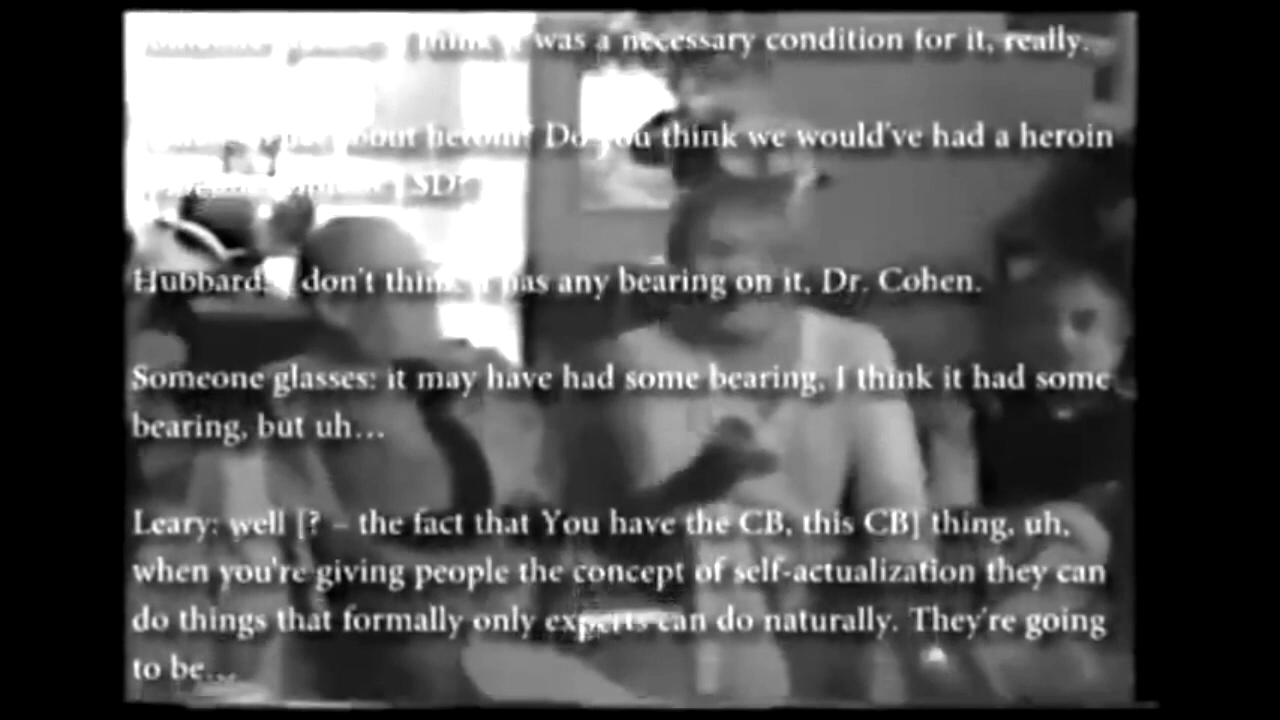 think it was a necessary condition for it, really.
about heroin? Do you think we would've had a heroin
LSD?
Hubbard: I don't think it has any bearing on it, Dr. Cohen.
Someone glasses: it may have had some bearing, I think it had some
bearing, but uh...
Leary: well [? – the fact that You have the CB, this CB] thing, uh,
when you're giving people the concept of self-actualization they can
do things that formally only experts can do naturally. They're going
to be...